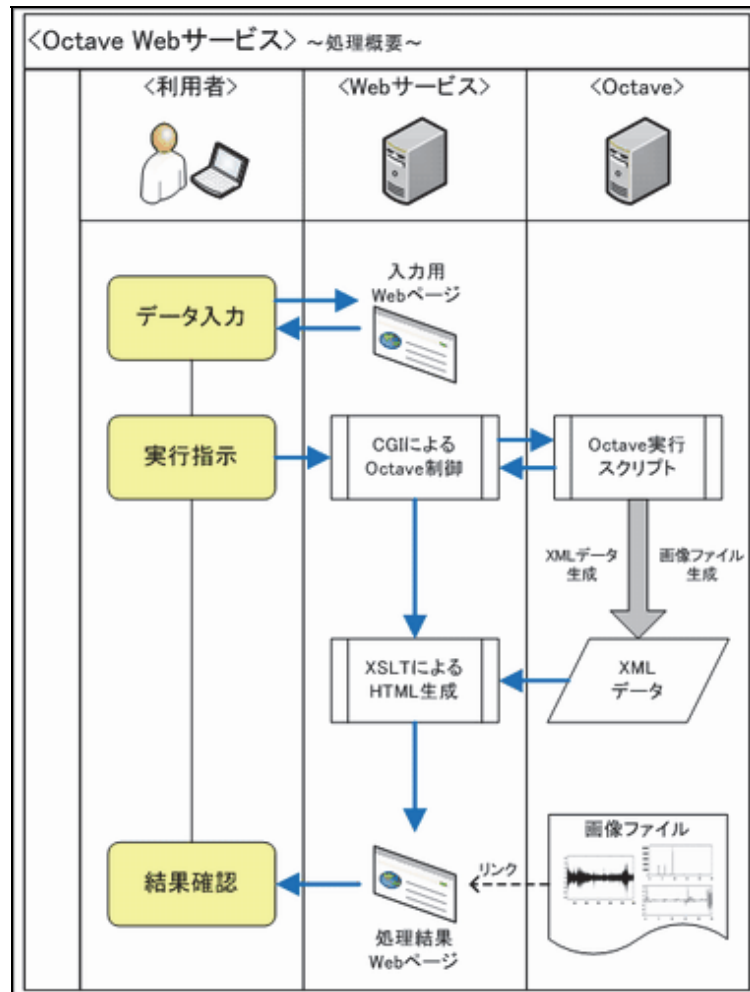 <Octave Webサービス> ～処理概要～
<利用者>
<Webサービス>
<Octave>
データ入力
入力用
Webページ
実行指示
CGIによる
Octave制御
Octave実行
スクリプト
XMLデータ
生成
画像ファイル
生成
XSLTによる
HTML生成
XML
データ
結果確認
処理結果
Webページ
リンク
画像ファイル